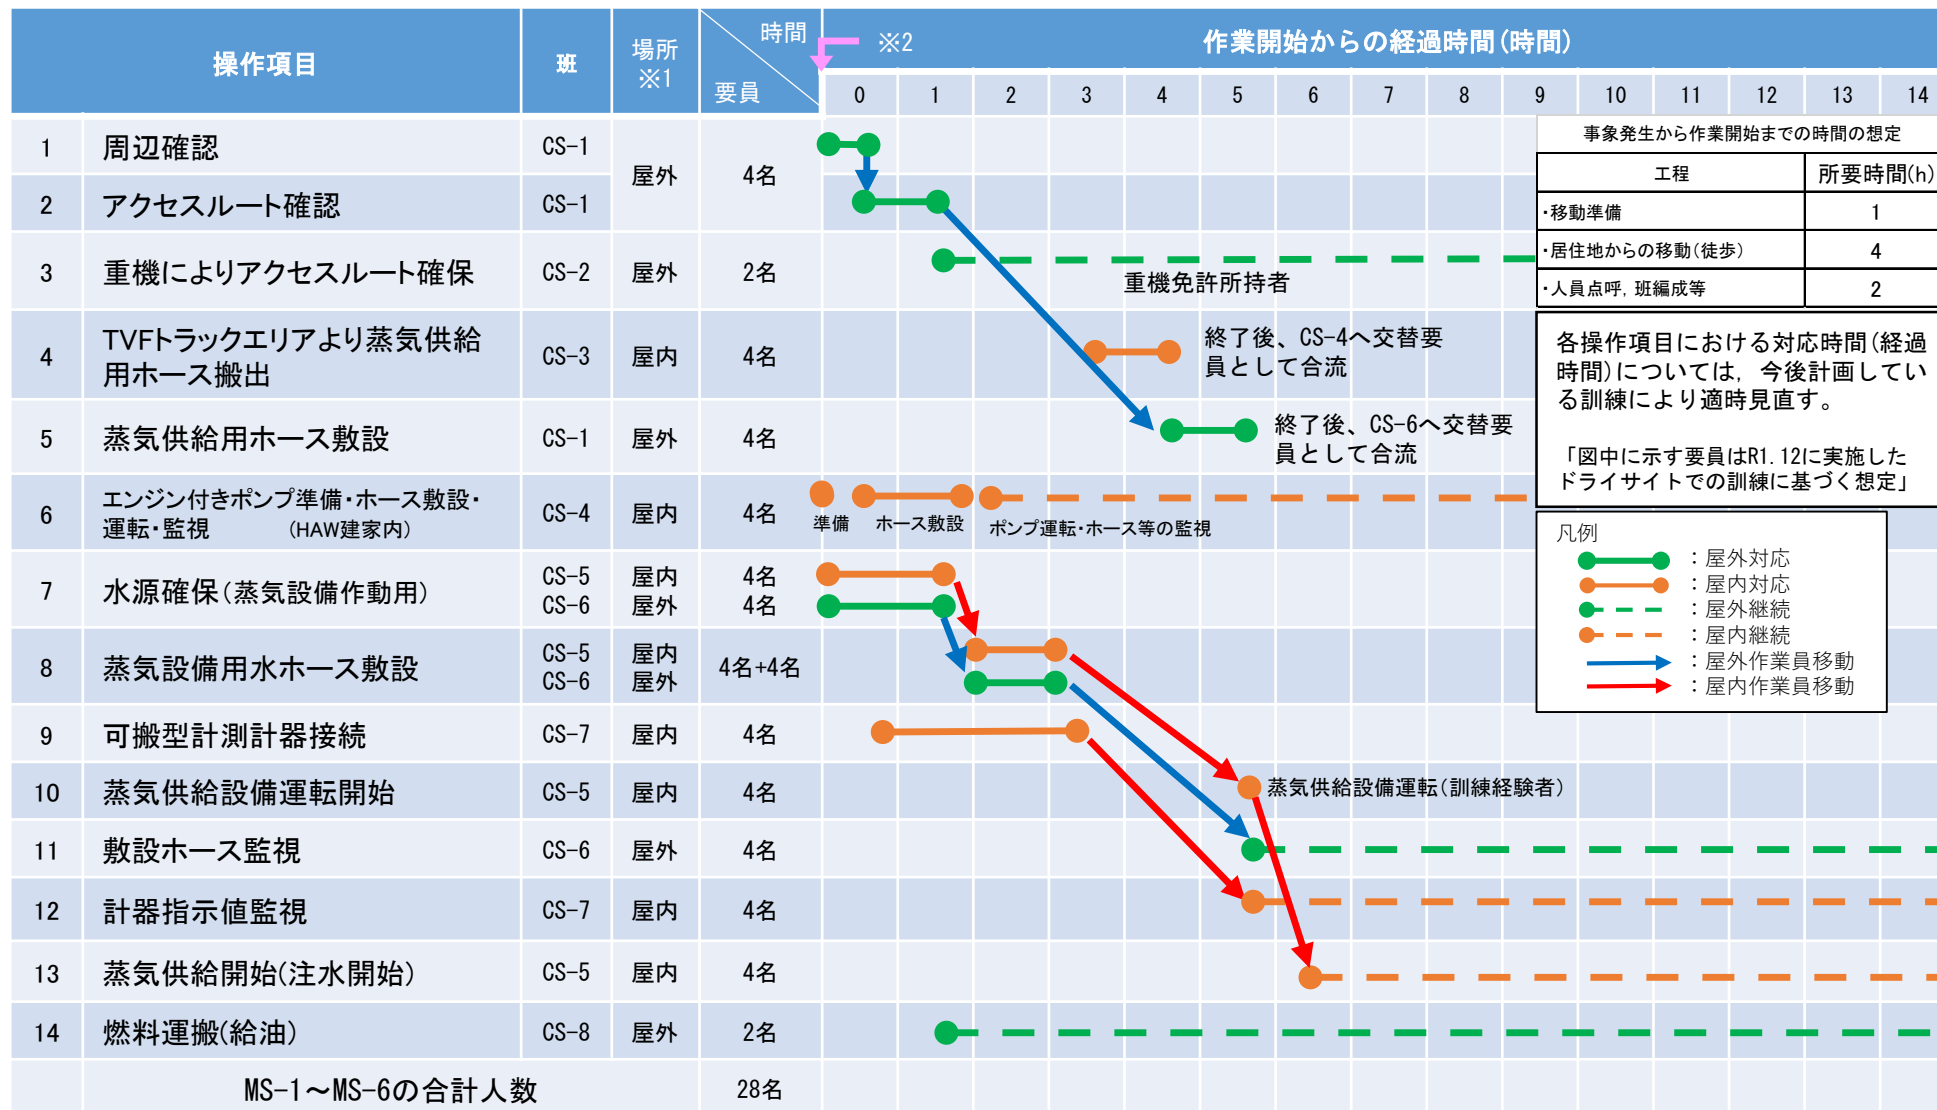 操作項目
班
場所
※1
時間
要員
※2
作業開始からの経過時間(時間)
0 1 2 3 4 5 6 7 8 9 10 11 12 13 14
1 周辺確認 CS-1 屋外 4名
2 アクセスルート確認 CS-1
3 重機によりアクセスルート確保 CS-2 屋外 2名
重機免許所持者
4 TVFトラックエリアより蒸気供給
用ホース搬出 CS-3 屋内 4名
終了後、CS-4へ交替要
員として合流
5 蒸気供給用ホース敷設 CS-1 屋外 4名
終了後、CS-6へ交替要
員として合流
6 エンジン付きポンプ準備・ホース敷設・
運転・監視 (HAW建家内) CS-4 屋内 4名
準備 ホース敷設 ポンプ運転・ホース等の監視
7 水源確保(蒸気設備作動用) CS-5 屋内 4名
CS-6 屋外 4名
8 蒸気設備用水ホース敷設 CS-5 屋内 4名+4名
CS-6 屋外
9 可搬型計測計器接続 CS-7 屋内 4名
10 蒸気供給設備運転開始 CS-5 屋内 4名
蒸気供給設備運転(訓練経験者)
11 敷設ホース監視 CS-6 屋外 4名
12 計器指示値監視 CS-7 屋内 4名
13 蒸気供給開始(注水開始) CS-5 屋内 4名
14 燃料運搬(給油) CS-8 屋外 2名
MS-1～MS-6の合計人数 28名
事象発生から作業開始までの時間の想定
工程 所要時間(h)
・移動準備 1
・居住地からの移動(徒歩) 4
・人員点呼, 班編成等 2
各操作項目における対応時間(経過
時間)については, 今後計画してい
る訓練により適時見直す。
「図中に示す要員はR1.12に実施した
ドライサイトでの訓練に基づく想定」
凡例
：屋外対応
：屋内対応
：屋外継続
：屋内継続
：屋外作業員移動
：屋内作業員移動